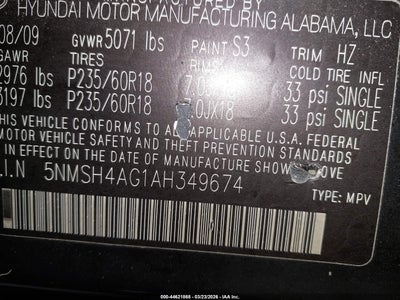 HYUNDAI MOTOR MANUFACTURING ALABAMA, LLC
08/09 GVWR 5071 lbs PAINT S3 TRIM HZ
GAWR TIRES RIMS COLD TIRE INFL
2976 lbs P235/60R18 33 psi SINGLE
3197 lbs P235/60R18 .0JX18 33 psi SINGLE
THIS VEHICLE CONFORMS TO ALL APPLICABLE U.S.A. FEDERAL
MOTOR VEHICLE SAFETY AND THEFT PREVENTION STANDARDS
IN EFFECT ON THE DATE OF MANUFACTURE SHOWN ABOVE
V.I.N 5NMSH4AG1AH349674
TYPE: MPV
000-44621868 - 03/23/2026 - IAA Inc.